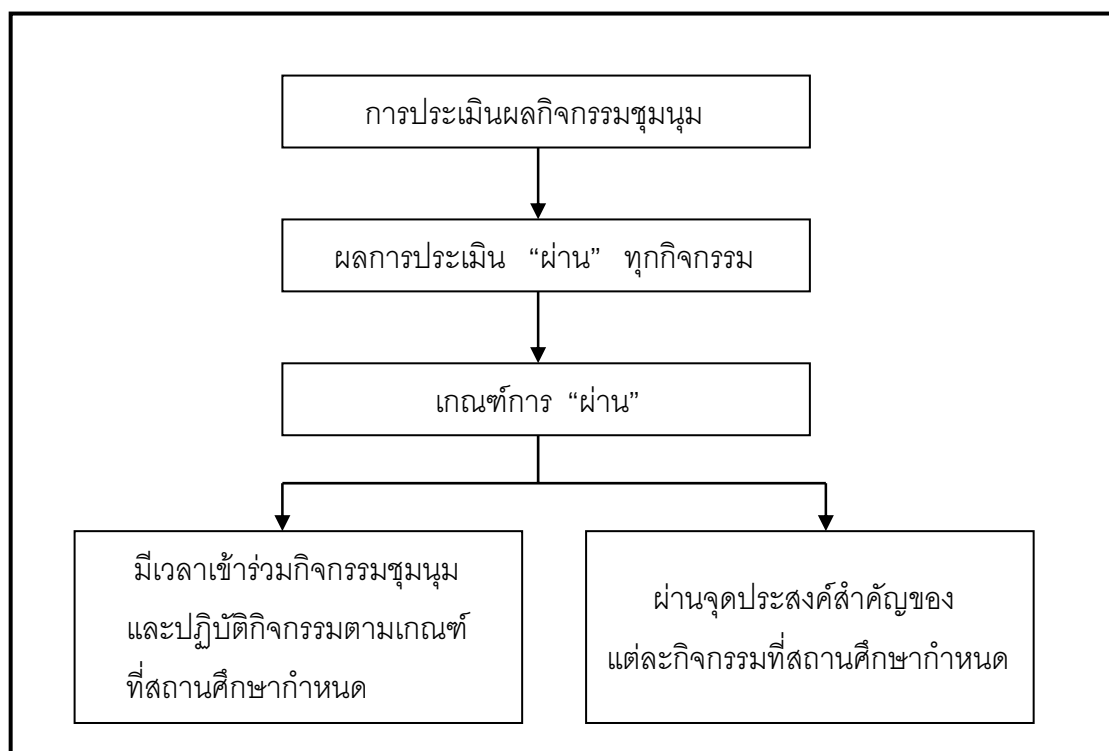 การประเมินผลกิจกรรมชุมนุม
ผลการประเมิน “ผ่าน” ทุกกิจกรรม
เกณฑ์การ “ผ่าน”
มีเวลาเข้าร่วมกิจกรรมชุมนุม
และปฏิบัติกิจกรรมตามเกณฑ์
ที่สถานศึกษากำหนด
ผ่านจุดประสงค์สำคัญของ
แต่ละกิจกรรมที่สถานศึกษากำหนด